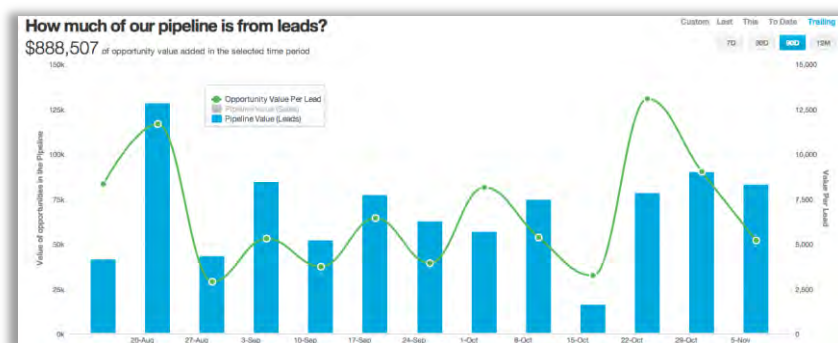 How much of our pipeline is from leads?
$888,507 of opportunity value added in the selected time period
Custom Last This To Date Trailing
7D 30D 90D 12M
150k
125k
100k
75k
50k
25k
0k
Value of opportunities in the Pipeline
Opportunity Value Per Lead
Pipeline Value (Sales)
Pipeline Value (Leads)
15,000
12,500
10,000
7,500
5,000
2,500
0
Value Per Lead
20-Aug 27-Aug 3-Sep 10-Sep 17-Sep 24-Sep 1-Oct 8-Oct 15-Oct 22-Oct 29-Oct 5-Nov